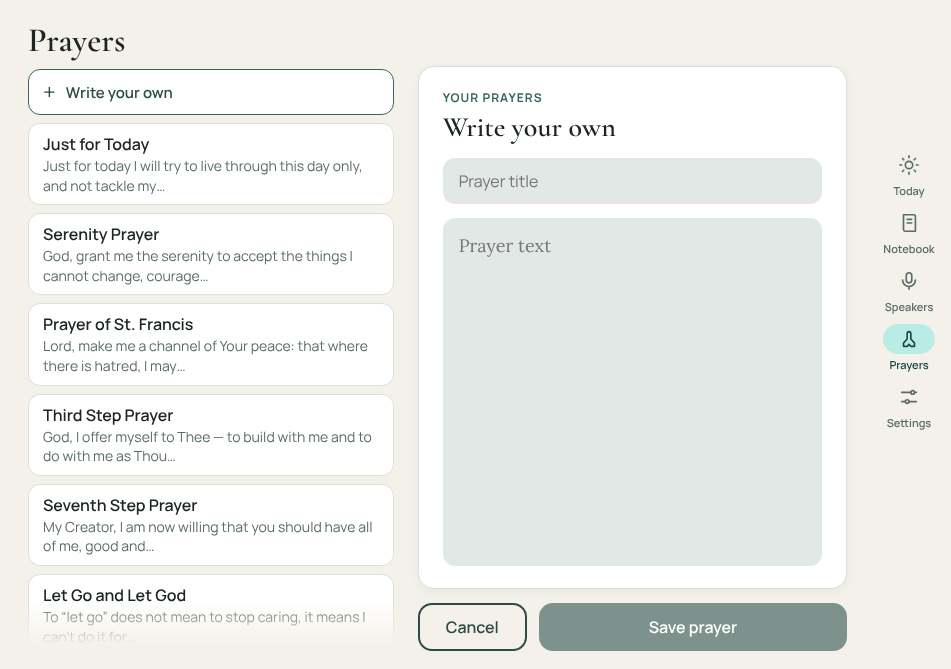 Prayers
+ Write your own
Just for Today
Just for today I will try to live through this day only,
and not tackle my…
Serenity Prayer
God, grant me the serenity to accept the things I
cannot change, courage…
Prayer of St. Francis
Lord, make me a channel of Your peace: that where
there is hatred, I may…
Third Step Prayer
God, I offer myself to Thee — to build with me and to
do with me as Thou…
Seventh Step Prayer
My Creator, I am now willing that you should have all
of me, good and…
Let Go and Let God
To “let go” does not mean to stop caring, it means I
can’t do it for…
YOUR PRAYERS
Write your own
Prayer title
Prayer text
Cancel
Save prayer
Today
Notebook
Speakers
Prayers
Settings